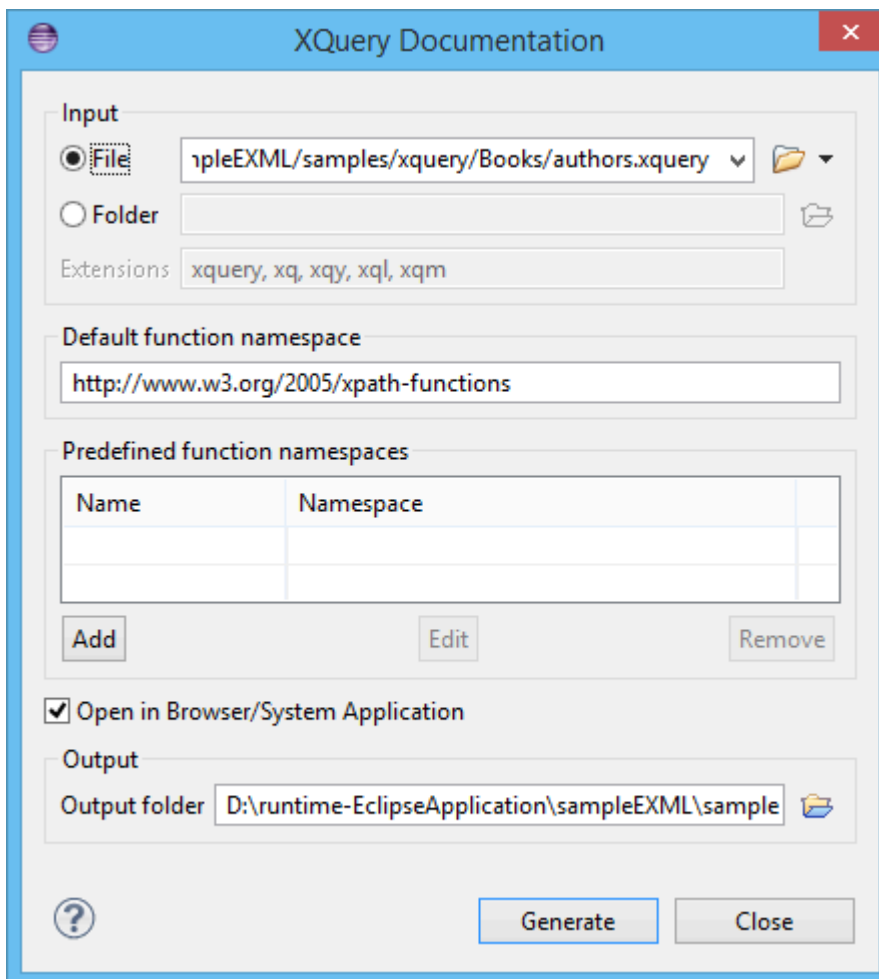 XQuery Documentation
Input
File
pleEXML/samples/xquery/Books/authors.xquery
Folder
Extensions xquery, xq, xqy, xql, xqm
Default function namespace
http://www.w3.org/2005/xpath-functions
Predefined function namespaces
Name Namespace
Add Edit Remove
Open in Browser/System Application
Output
Output folder D:\runtime-EclipseApplication\sampleEXML\sample
? Generate Close